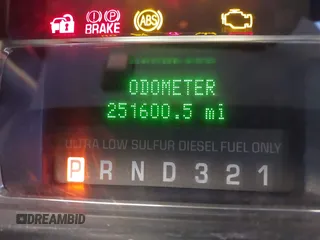 (!) (P)
BRAKE
ABS
ODOMETER
251600.5 mi
ULTRA LOW SULFUR DIESEL FUEL ONLY
P R N D 3 2 1
DREAMBID